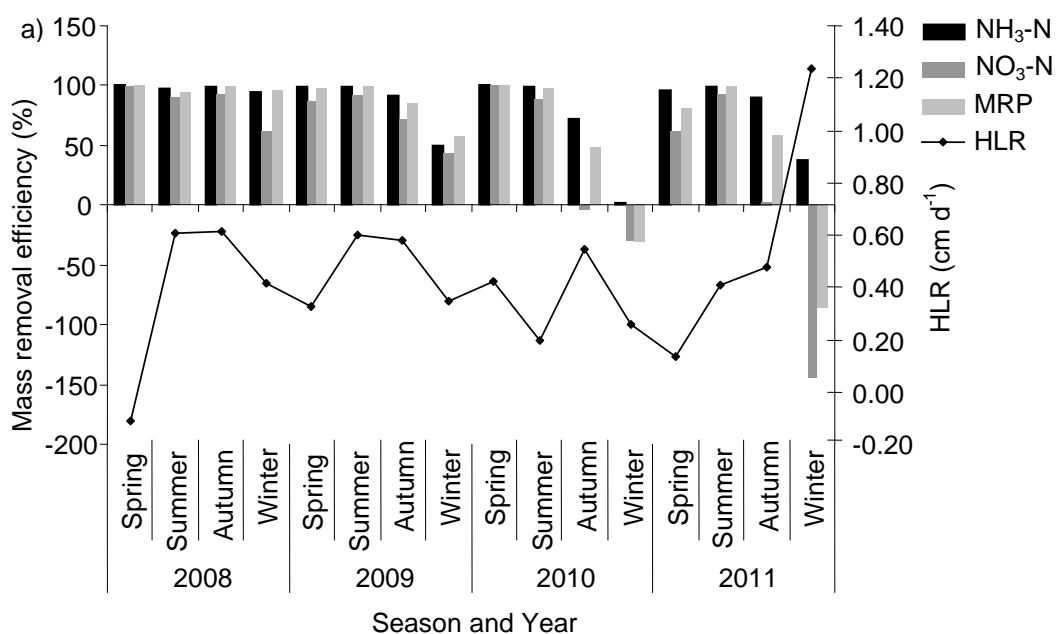 a)
150
100
50
0
-50
-100
-150
-200
Mass removal efficiency (%)
1.40
1.20
1.00
0.80
0.60
0.40
0.20
0.00
-0.20
HLR (cm d⁻¹)
NH₃-N
NO₃-N
MRP
HLR
Spring
Summer
Autumn
Winter
Spring
Summer
Autumn
Winter
Spring
Summer
Autumn
Winter
Spring
Summer
Autumn
Winter
2008
2009
2010
2011
Season and Year